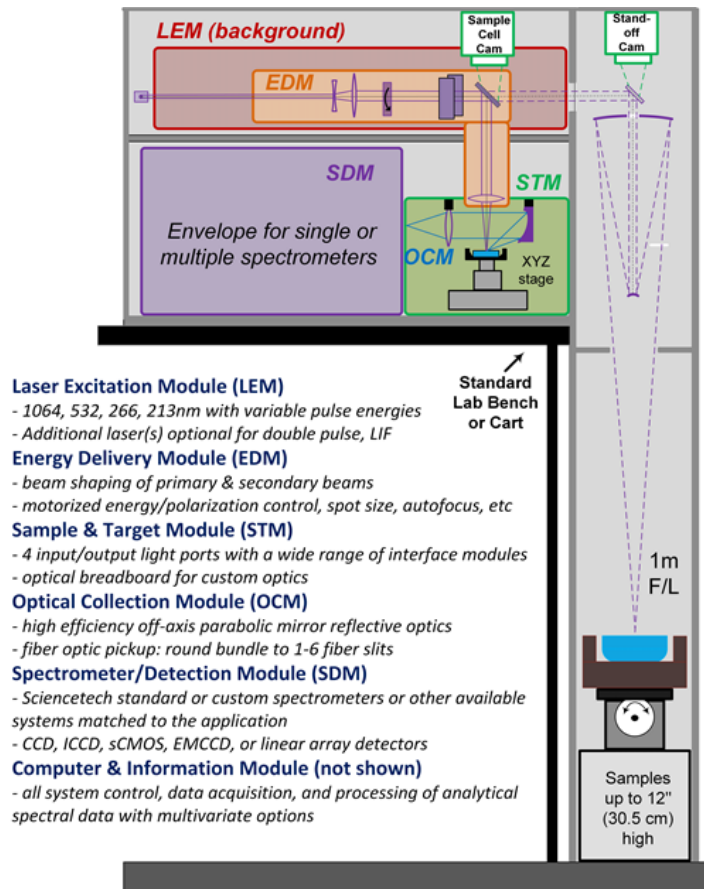 LEM (background)
Sample
Cell
Cam
Stand-
off
Cam
EDM
SDM
STM
Envelope for single or
multiple spectrometers
OCM
XYZ
stage
Standard
Lab Bench
or Cart
Laser Excitation Module (LEM)
- 1064, 532, 266, 213nm with variable pulse energies
- Additional laser(s) optional for double pulse, LIF
Energy Delivery Module (EDM)
- beam shaping of primary & secondary beams
- motorized energy/polarization control, spot size, autofocus, etc
Sample & Target Module (STM)
- 4 input/output light ports with a wide range of interface modules
- optical breadboard for custom optics
Optical Collection Module (OCM)
- high efficiency off-axis parabolic mirror reflective optics
- fiber optic pickup: round bundle to 1-6 fiber slits
Spectrometer/Detection Module (SDM)
- Sciencetech standard or custom spectrometers or other available
systems matched to the application
- CCD, ICCD, sCMOS, EMCCD, or linear array detectors
Computer & Information Module (not shown)
- all system control, data acquisition, and processing of analytical
spectral data with multivariate options
1m
F/L
Samples
up to 12"
(30.5 cm)
high